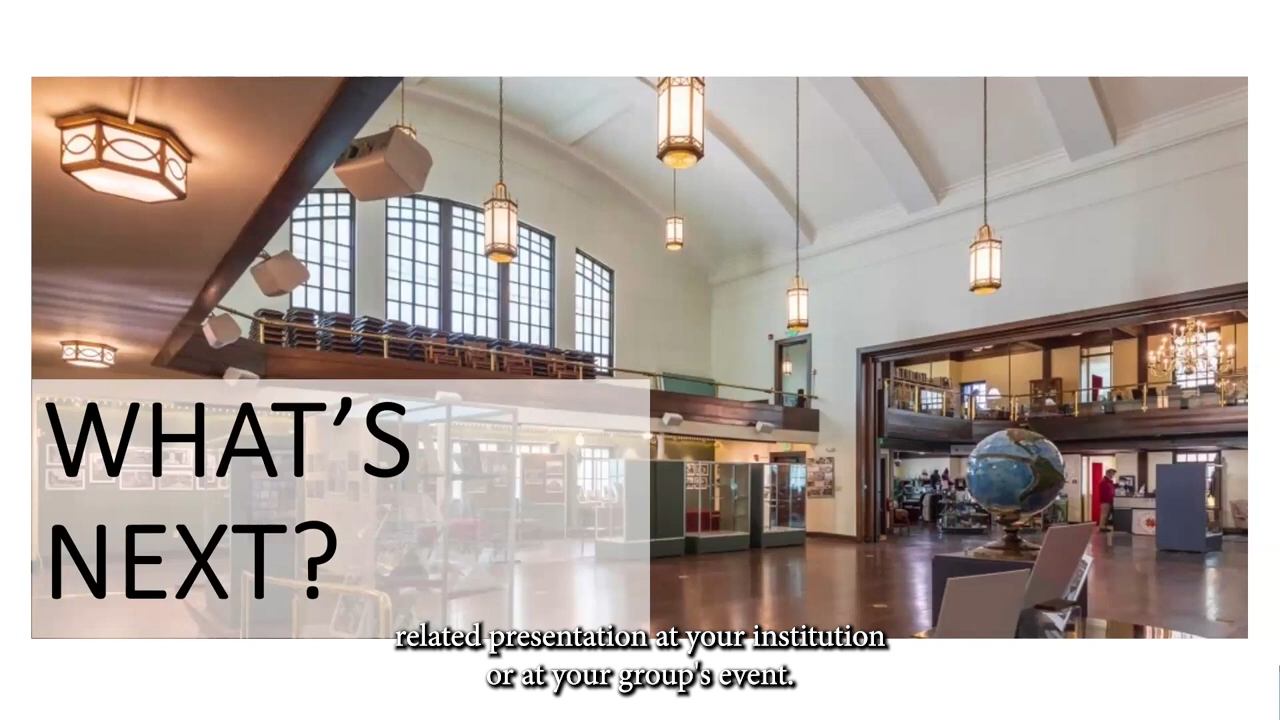 WHAT’S
NEXT?
related presentation at your institution
or at your group's event.